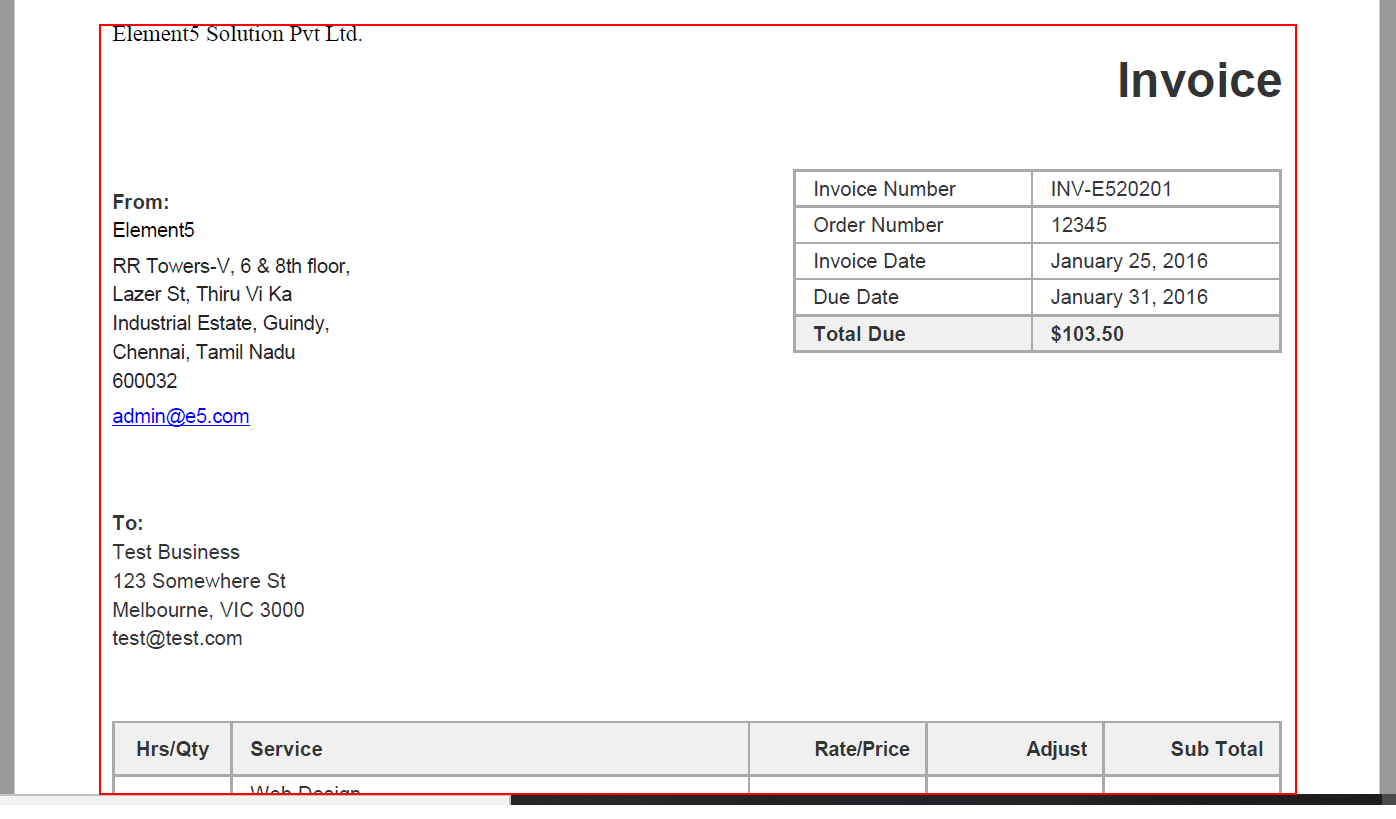 Element5 Solution Pvt Ltd.
Invoice
From:
Element5
RR Towers-V, 6 & 8th floor,
Lazer St, Thiru Vi Ka
Industrial Estate, Guindy,
Chennai, Tamil Nadu
600032
admin@e5.com
Invoice Number INV-E520201
Order Number 12345
Invoice Date January 25, 2016
Due Date January 31, 2016
Total Due $103.50
To:
Test Business
123 Somewhere St
Melbourne, VIC 3000
test@test.com
Hrs/Qty Service Rate/Price Adjust Sub Total
Web Design